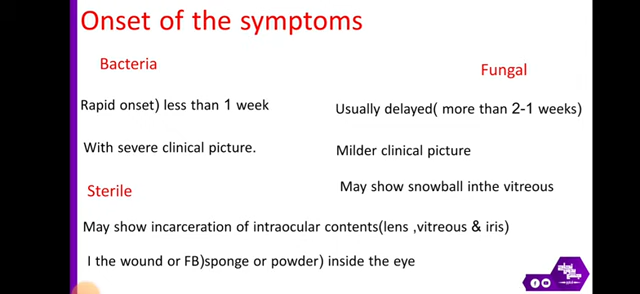 Onset of the symptoms
Bacteria
Rapid onset) less than 1 week
With severe clinical picture.
Fungal
Usually delayed( more than 2-1 weeks)
Milder clinical picture
May show snowball inthe vitreous
Sterile
May show incarceration of intraocular contents(lens ,vitreous & iris)
I the wound or FB)sponge or powder) inside the eye